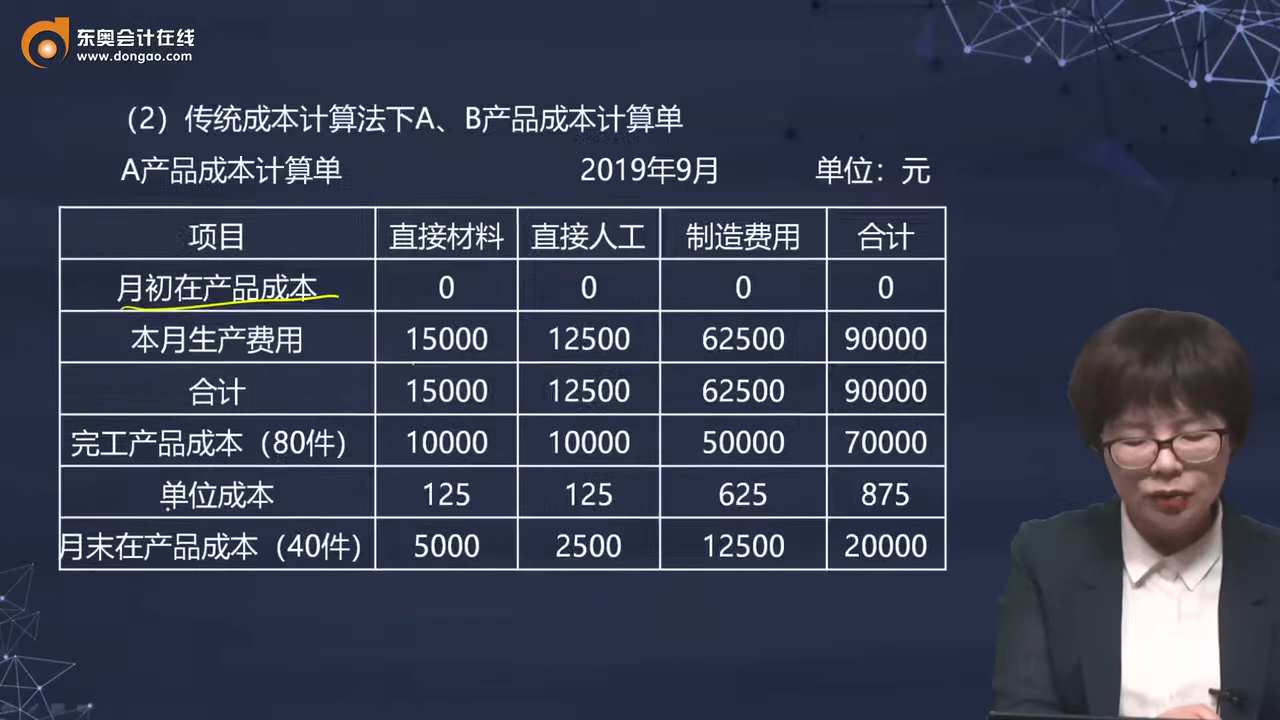 东奥会计在线
www.dongao.com
（2）传统成本计算法下A、B产品成本计算单
A产品成本计算单 2019年9月 单位：元
项目 直接材料 直接人工 制造费用 合计
月初在产品成本 0 0 0 0
本月生产费用 15000 12500 62500 90000
合计 15000 12500 62500 90000
完工产品成本（80件） 10000 10000 50000 70000
单位成本 125 125 625 875
月末在产品成本（40件） 5000 2500 12500 20000